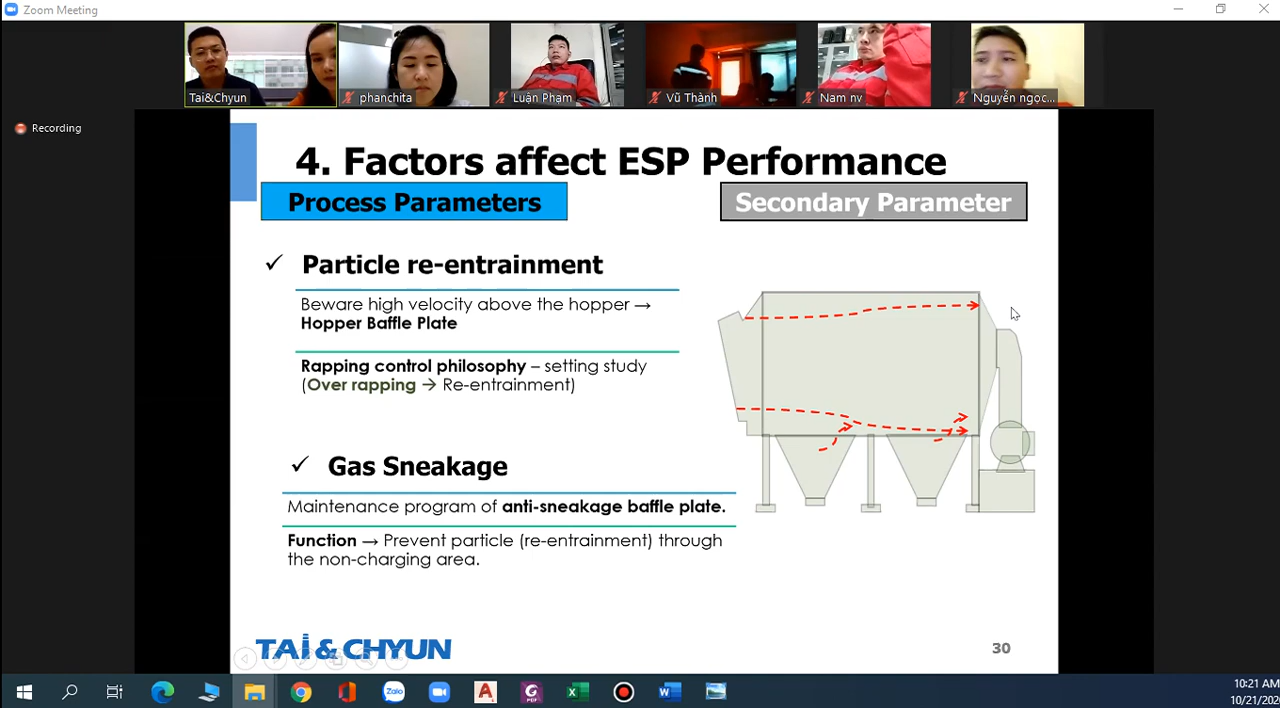 Zoom Meeting
Tai&Chyun
phanchita
Luận Phạm
Vũ Thành
Nam nv
Nguyễn ngọc...
Recording
4. Factors affect ESP Performance
Process Parameters
Secondary Parameter
✓ Particle re-entrainment
Beware high velocity above the hopper →
Hopper Baffle Plate
Rapping control philosophy – setting study
(Over rapping → Re-entrainment)
✓ Gas Sneakage
Maintenance program of anti-sneakage baffle plate.
Function → Prevent particle (re-entrainment) through
the non-charging area.
TAI & CHYUN
30
Zalo
PDF
10:21 AM
10/21/20